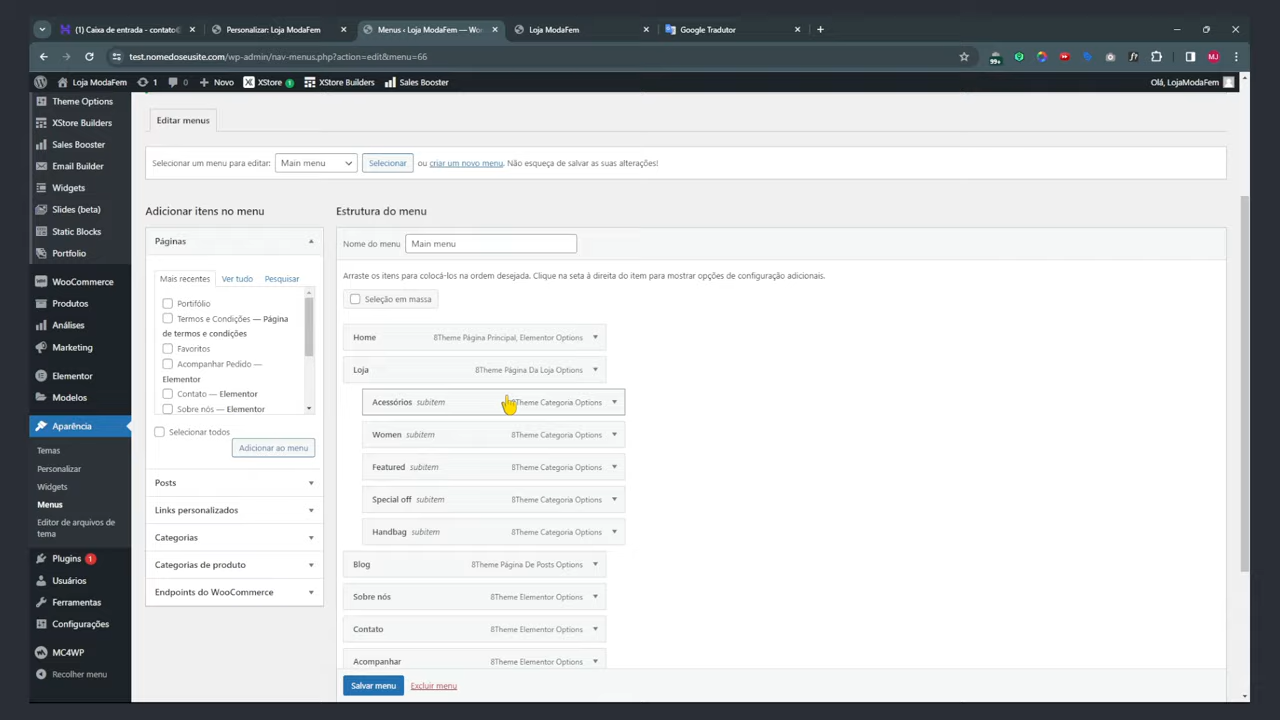 (1) Caixa de entrada - contato@
Personalizar: Loja ModaFem
Menus ‹ Loja ModaFem — Wo
Loja ModaFem
Google Tradutor
test.nomedoseusite.com/wp-admin/nav-menus.php?action=edit&menu=66
99+
f?
MJ
Loja ModaFem
1
0
Novo
XStore
1
XStore Builders
Sales Booster
Olá, LojaModaFem
Theme Options
XStore Builders
Sales Booster
Email Builder
Widgets
Slides (beta)
Static Blocks
Portfolio
WooCommerce
Produtos
Análises
Marketing
Elementor
Modelos
Aparência
Temas
Personalizar
Widgets
Menus
Editor de arquivos de
tema
Plugins 1
Usuários
Ferramentas
Configurações
MC4WP
Recolher menu
Editar menus
Selecionar um menu para editar:
Main menu
Selecionar
ou criar um novo menu. Não esqueça de salvar as suas alterações!
Adicionar itens no menu
Páginas
Mais recentes
Ver tudo
Pesquisar
Portifólio
Termos e Condições — Página
de termos e condições
Favoritos
Acompanhar Pedido —
Elementor
Contato — Elementor
Sobre nós — Elementor
Selecionar todos
Adicionar ao menu
Posts
Links personalizados
Categorias
Categorias de produto
Endpoints do WooCommerce
Estrutura do menu
Nome do menu
Main menu
Arraste os itens para colocá-los na ordem desejada. Clique na seta à direita do item para mostrar opções de configuração adicionais.
Seleção em massa
Home 8Theme Página Principal, Elementor Options
Loja 8Theme Página Da Loja Options
Acessórios subitem 8Theme Categoria Options
Women subitem 8Theme Categoria Options
Featured subitem 8Theme Categoria Options
Special off subitem 8Theme Categoria Options
Handbag subitem 8Theme Categoria Options
Blog 8Theme Página De Posts Options
Sobre nós 8Theme Elementor Options
Contato 8Theme Elementor Options
Acompanhar 8Theme Elementor Options
Salvar menu
Excluir menu